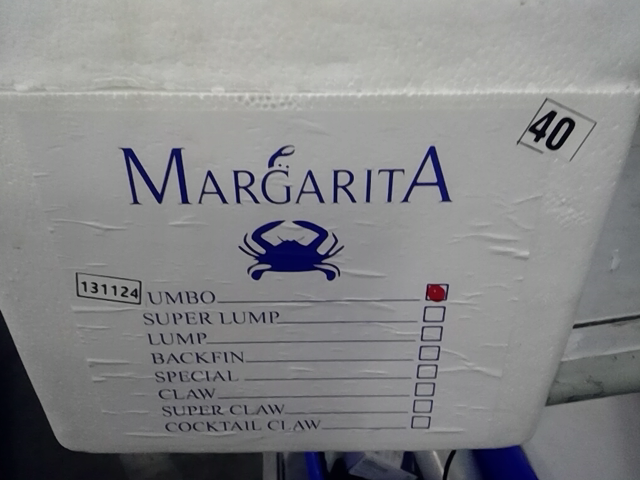 40
MARGARITA
131124 UMBO
SUPER LUMP
LUMP
BACKFIN
SPECIAL
CLAW
SUPER CLAW
COCKTAIL CLAW